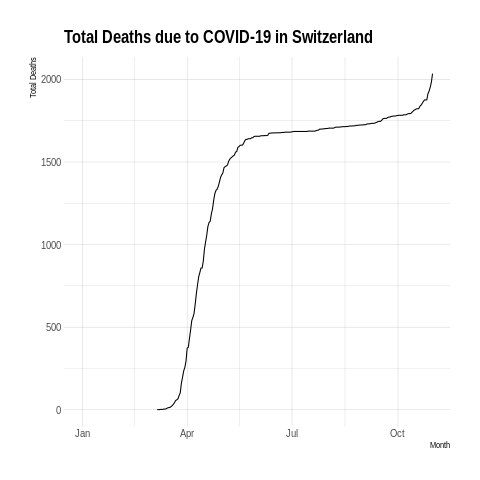 Total Deaths due to COVID-19 in Switzerland
Total Deaths
2000
1500
1000
500
0
Jan Apr Jul Oct
Month